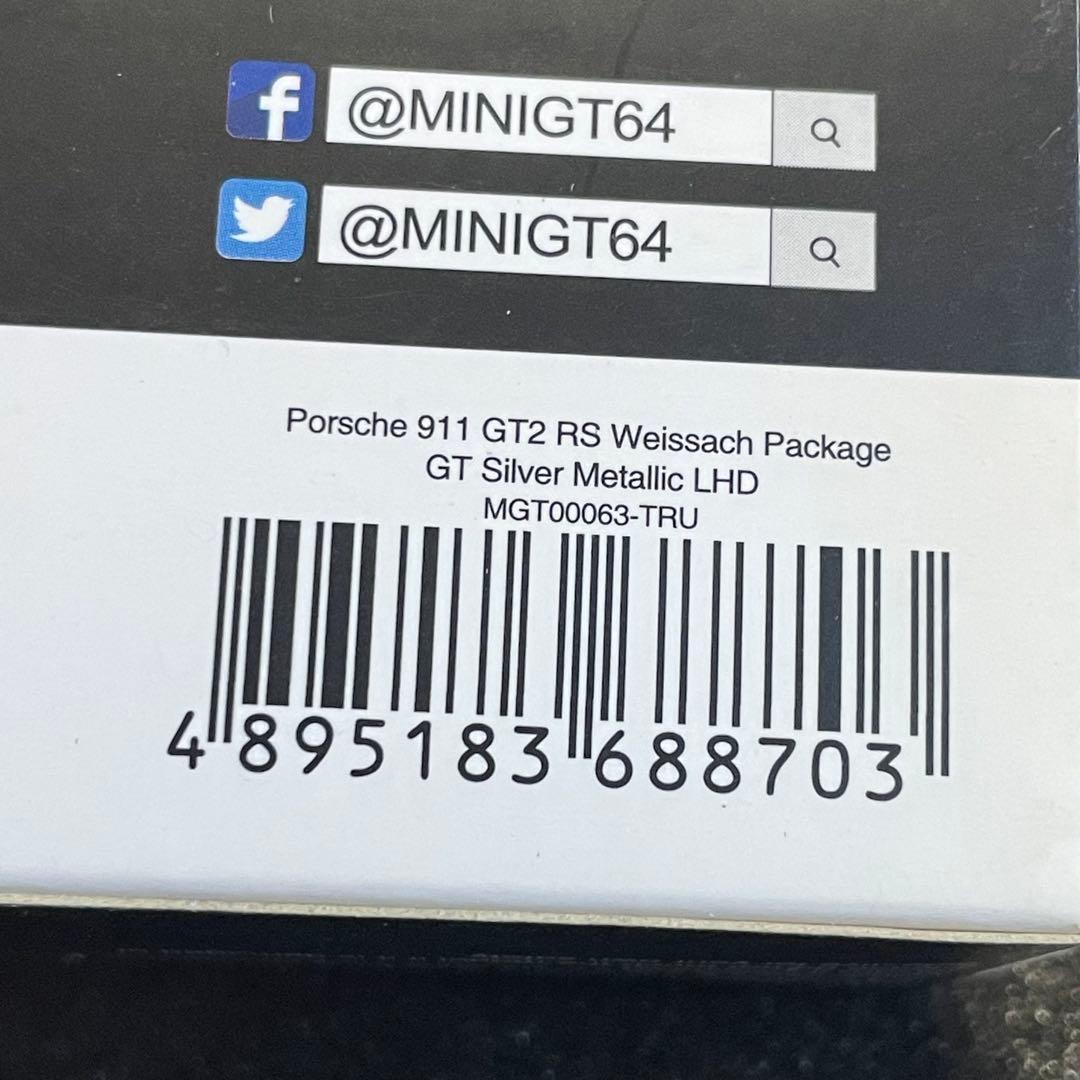 @MINIGT64
@MINIGT64
Porsche 911 GT2 RS Weissach Package
GT Silver Metallic LHD
MGT00063-TRU
4 895183 688703